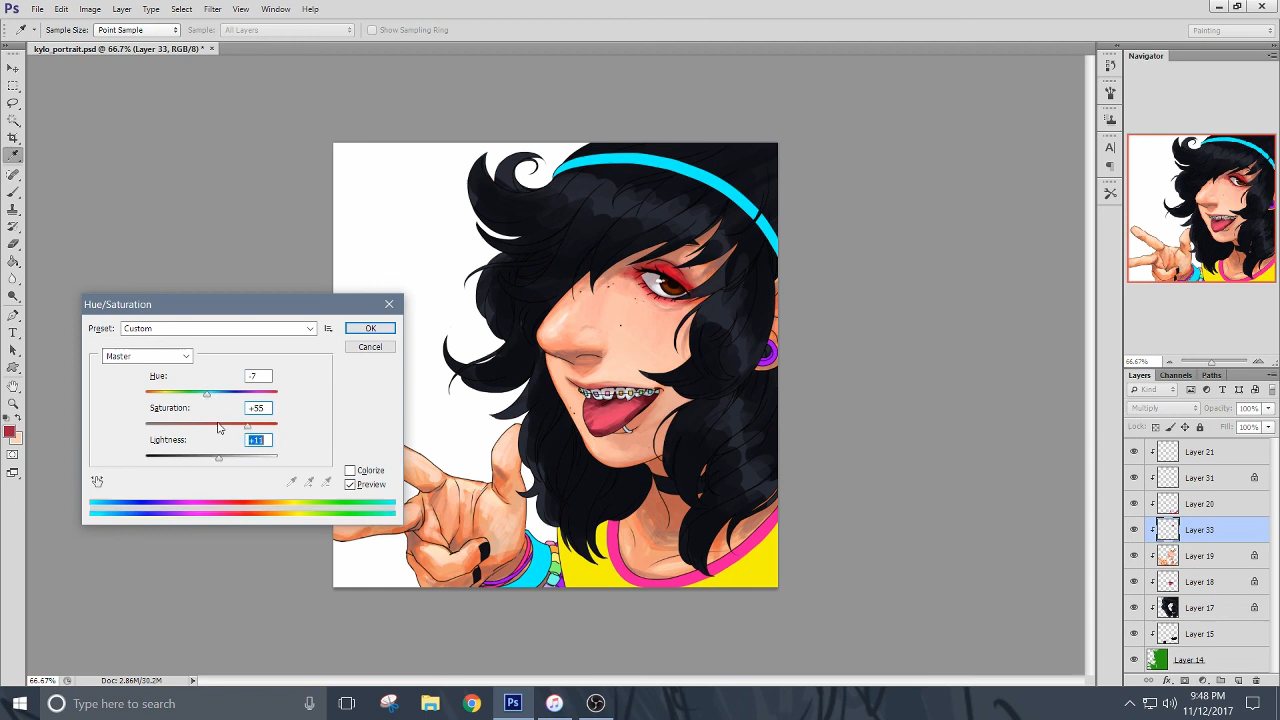 Ps File Edit Image Layer Type Select Filter View Window Help
Sample Size: Point Sample Sample: All Layers Show Sampling Ring Painting
kylo_portrait.psd @ 66.7% (Layer 33, RGB/8) * ×
Navigator
66.67%
Layers Channels Paths
Kind
Multiply Opacity: 100%
Lock: Fill: 100%
Layer 21
Layer 31
Layer 20
Layer 33
Layer 19
Layer 18
Layer 17
Layer 15
Layer 14
Hue/Saturation
Preset: Custom OK
Cancel
Master
Hue: -7
Saturation: +55
Lightness: +11
Colorize
Preview
66.67% Doc: 2.86M/30.2M
Type here to search
9:48 PM
11/12/2017